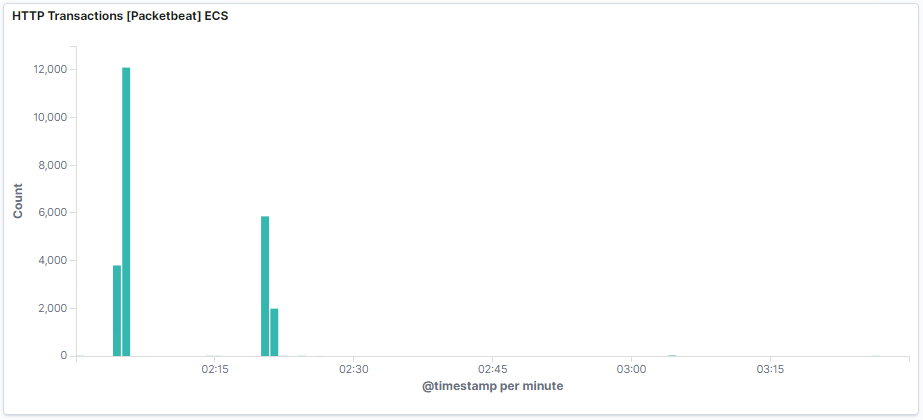 HTTP Transactions [Packetbeat] ECS
12,000
10,000
8,000
6,000
4,000
2,000
0
Count
02:15 02:30 02:45 03:00 03:15
@timestamp per minute